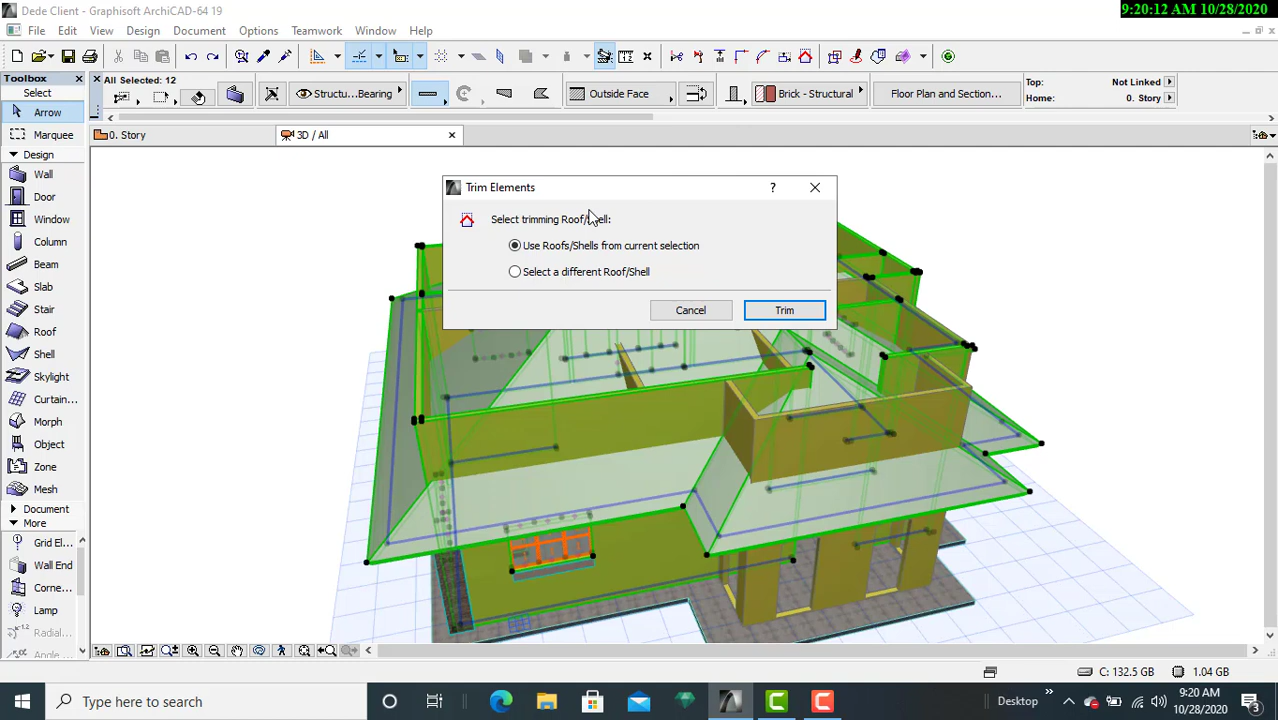 Dede Client - Graphisoft ArchiCAD-64 19
9:20:12 AM 10/28/2020
File Edit View Design Document Options Teamwork Window Help
Toolbox
All Selected: 12
Structu...Bearing
Outside Face
Brick - Structural
Floor Plan and Section...
Top: Not Linked
Home: 0. Story
Select
Arrow
Marquee
Design
Wall
Door
Window
Column
Beam
Slab
Stair
Roof
Shell
Skylight
Curtain...
Morph
Object
Zone
Mesh
Document
More
Grid El...
Wall End
Corne...
Lamp
Radial...
Angle ...
0. Story
3D / All
Trim Elements
?
Select trimming Roof/Shell:
Use Roofs/Shells from current selection
Select a different Roof/Shell
Cancel
Trim
C: 132.5 GB
1.04 GB
Type here to search
Desktop
9:20 AM
10/28/2020
3